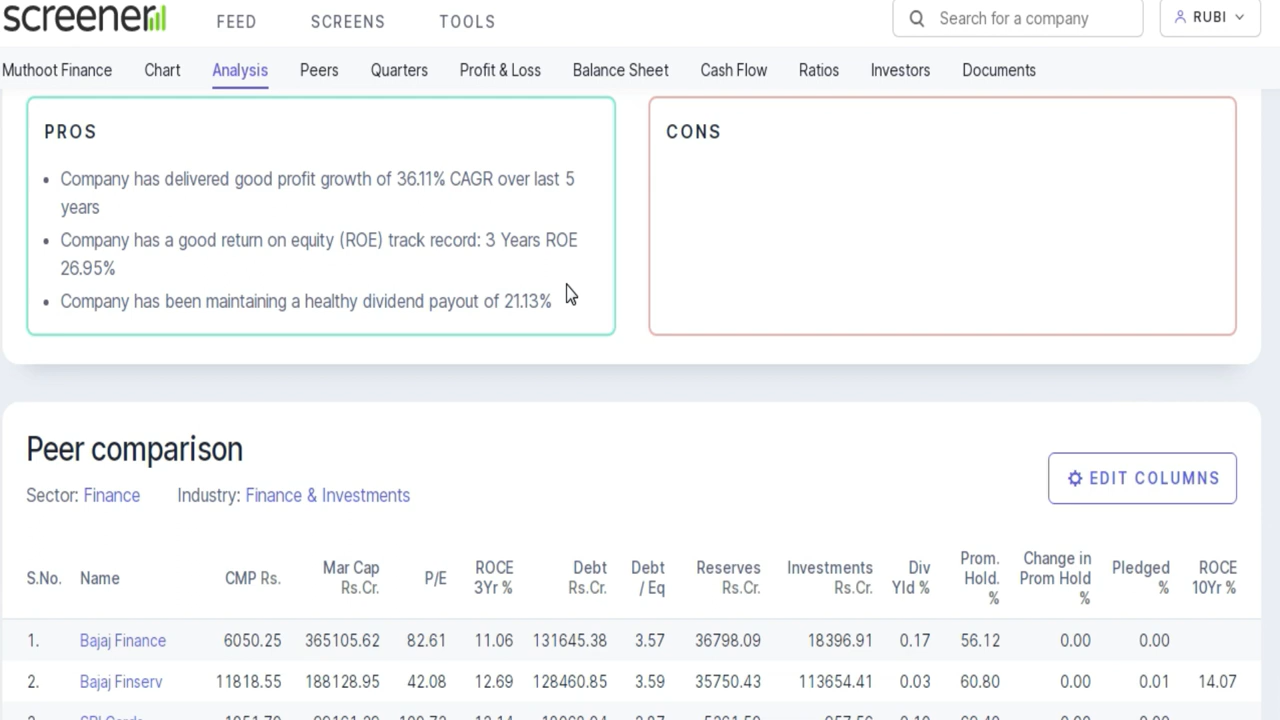 screener
FEED SCREENS TOOLS
Search for a company
RUBI
Muthoot Finance Chart Analysis Peers Quarters Profit & Loss Balance Sheet Cash Flow Ratios Investors Documents
PROS
• Company has delivered good profit growth of 36.11% CAGR over last 5
years
• Company has a good return on equity (ROE) track record: 3 Years ROE
26.95%
• Company has been maintaining a healthy dividend payout of 21.13%
CONS
Peer comparison
Sector: Finance Industry: Finance & Investments
EDIT COLUMNS
S.No. Name CMP Rs. Mar Cap Rs.Cr. P/E ROCE 3Yr % Debt Rs.Cr. Debt / Eq Reserves Rs.Cr. Investments Rs.Cr. Div Yld % Prom. Hold. % Change in Prom Hold % Pledged % ROCE 10Yr %
1. Bajaj Finance 6050.25 365105.62 82.61 11.06 131645.38 3.57 36798.09 18396.91 0.17 56.12 0.00 0.00
2. Bajaj Finserv 11818.55 188128.95 42.08 12.69 128460.85 3.59 35750.43 113654.41 0.03 60.80 0.00 0.01 14.07